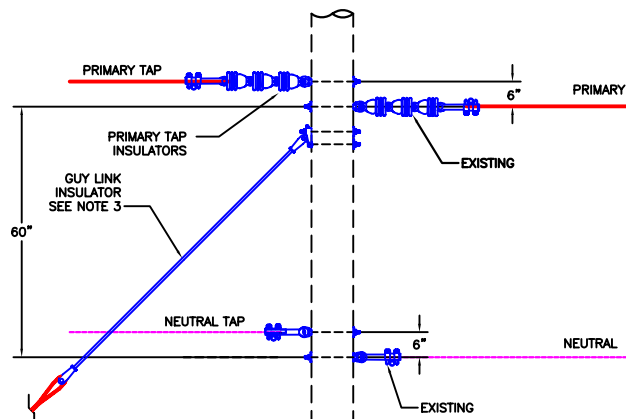 PRIMARY TAP
6"
PRIMARY
PRIMARY TAP
INSULATORS
EXISTING
GUY LINK
INSULATOR
SEE NOTE 3
60"
NEUTRAL TAP
6"
NEUTRAL
EXISTING